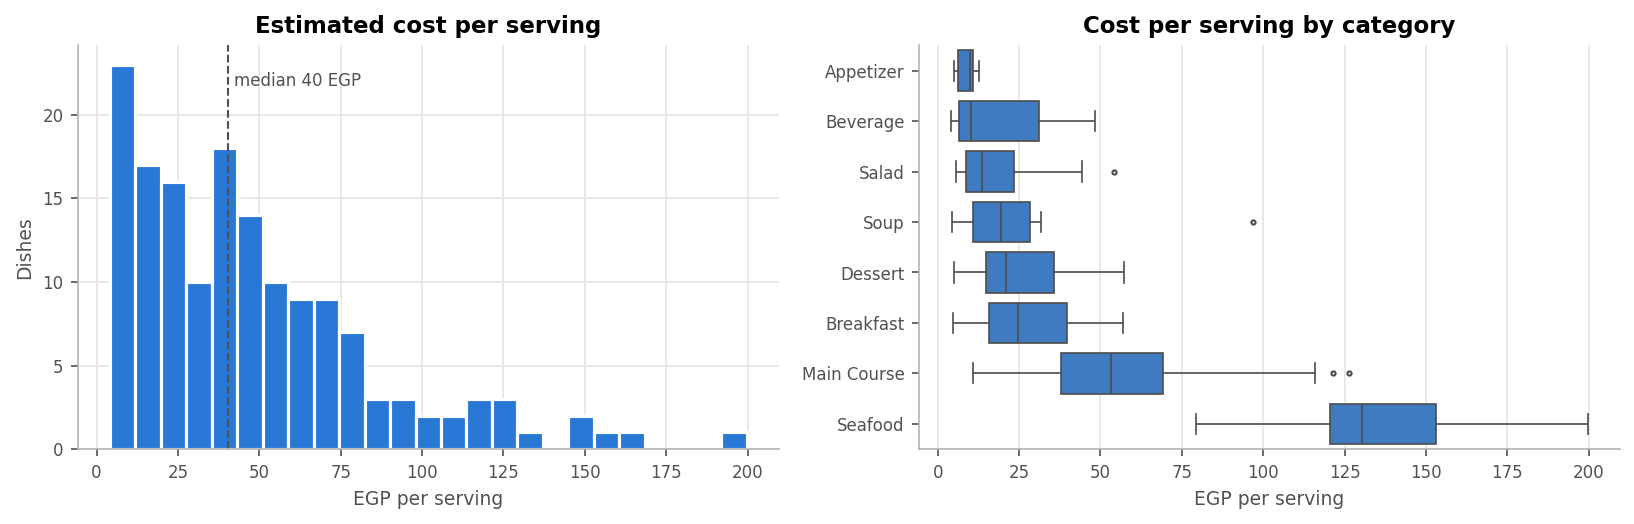 Estimated cost per serving
median 40 EGP
Dishes
20
15
10
5
0
0 25 50 75 100 125 150 175 200
EGP per serving
Cost per serving by category
Appetizer
Beverage
Salad
Soup
Dessert
Breakfast
Main Course
Seafood
0 25 50 75 100 125 150 175 200
EGP per serving